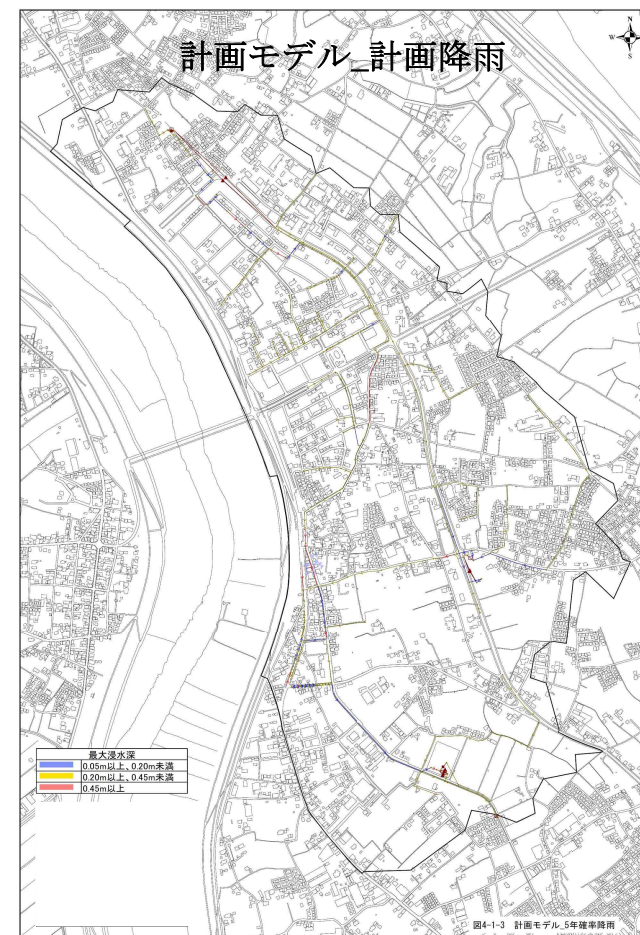 計画モデル_計画降雨
N
W
S
最大浸水深
0.05m以上、0.20m未満
0.20m以上、0.45m未満
0.45m以上
図4-1-3 計画モデル_5年確率降雨